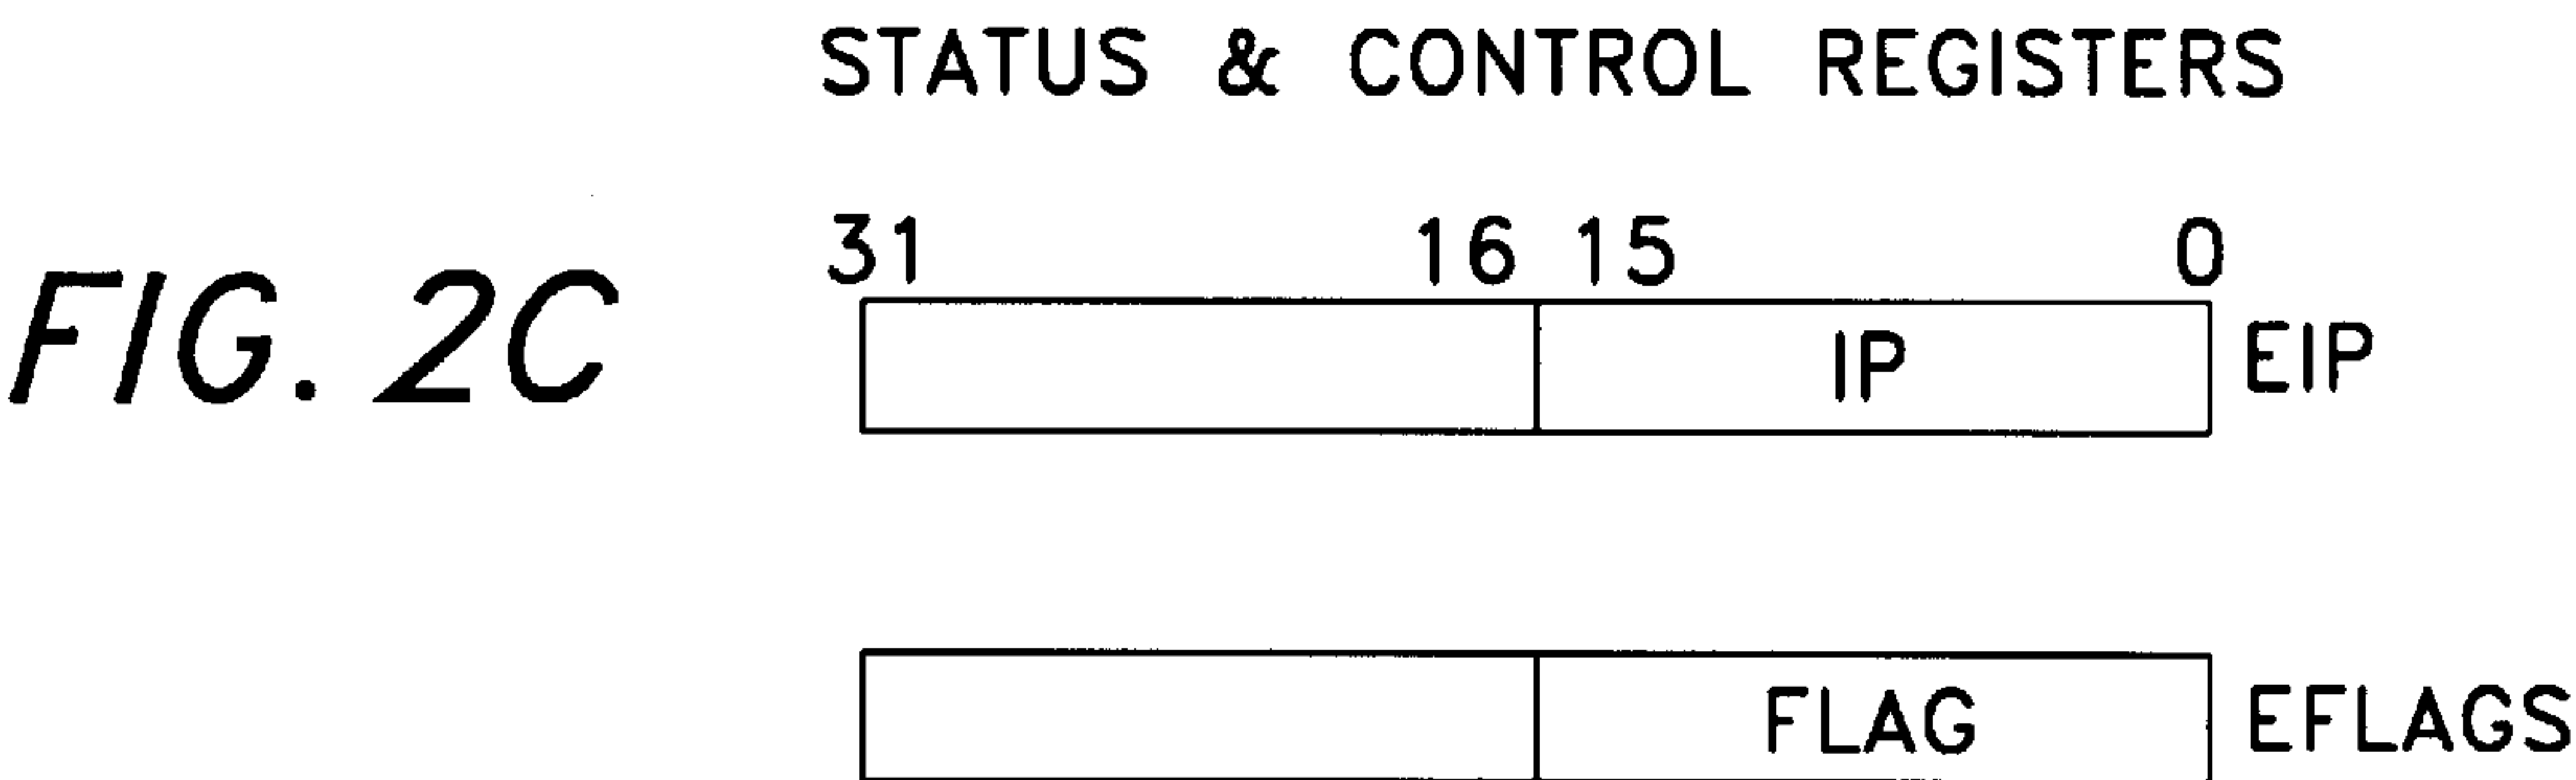 STATUS & CONTROL REGISTERS
31 16 15 0
FIG. 2C
IP EIP
FLAG EFLAGS